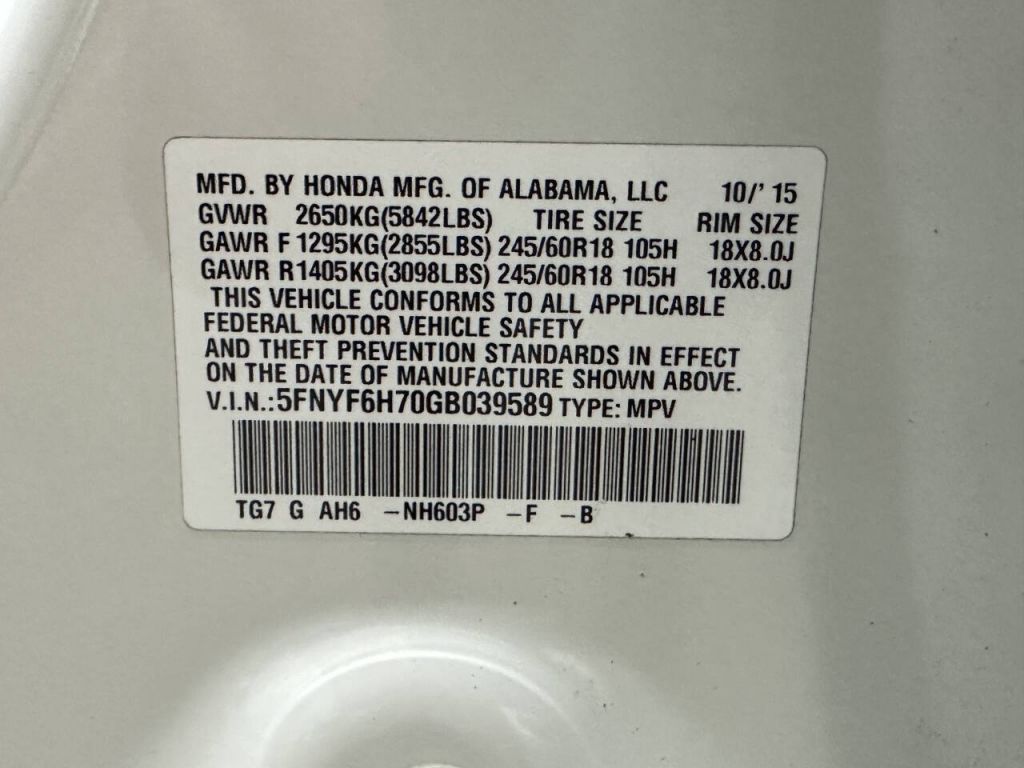 MFD. BY HONDA MFG. OF ALABAMA, LLC 10/' 15
GVWR 2650KG(5842LBS) TIRE SIZE RIM SIZE
GAWR F 1295KG(2855LBS) 245/60R18 105H 18X8.0J
GAWR R1405KG(3098LBS) 245/60R18 105H 18X8.0J
THIS VEHICLE CONFORMS TO ALL APPLICABLE
FEDERAL MOTOR VEHICLE SAFETY
AND THEFT PREVENTION STANDARDS IN EFFECT
ON THE DATE OF MANUFACTURE SHOWN ABOVE.
V.I.N.:5FNYF6H70GB039589 TYPE: MPV
TG7 G AH6 -NH603P -F -B